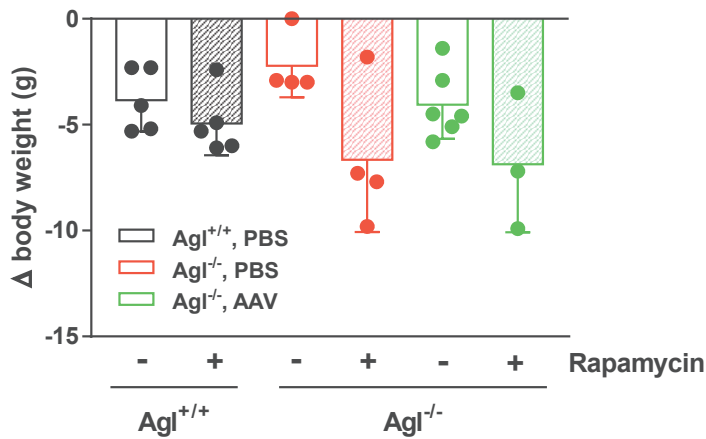 0
-5
-10
-15
Δ body weight (g)
Agl+/+, PBS
Agl-/-, PBS
Agl-/-, AAV
- + - + - + Rapamycin
Agl+/+ Agl-/-